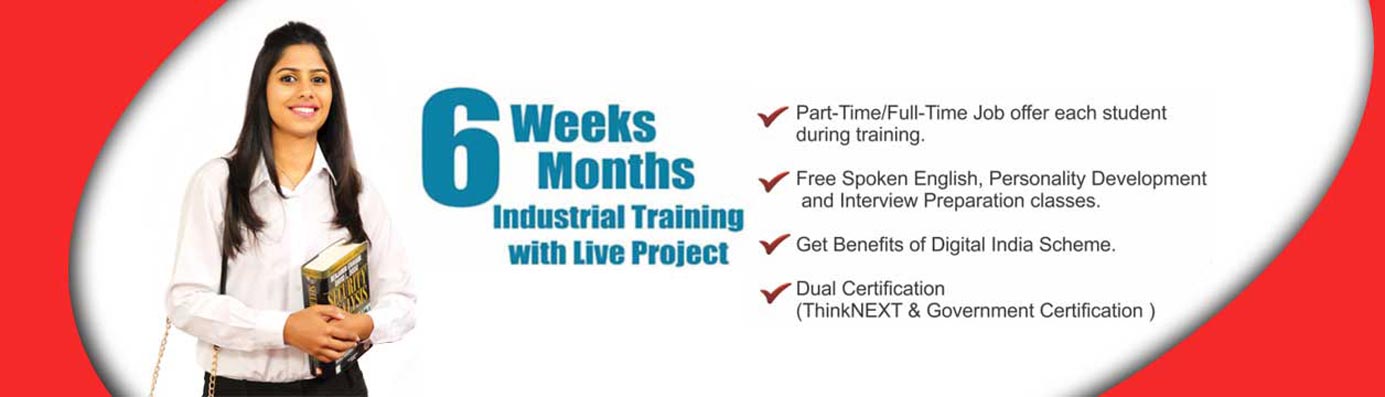 6 Weeks
Months
Industrial Training
with Live Project
Part-Time/Full-Time Job offer each student
during training.
Free Spoken English, Personality Development
and Interview Preparation classes.
Get Benefits of Digital India Scheme.
Dual Certification
(ThinkNEXT & Government Certification )
SECURITY
ANALYSIS